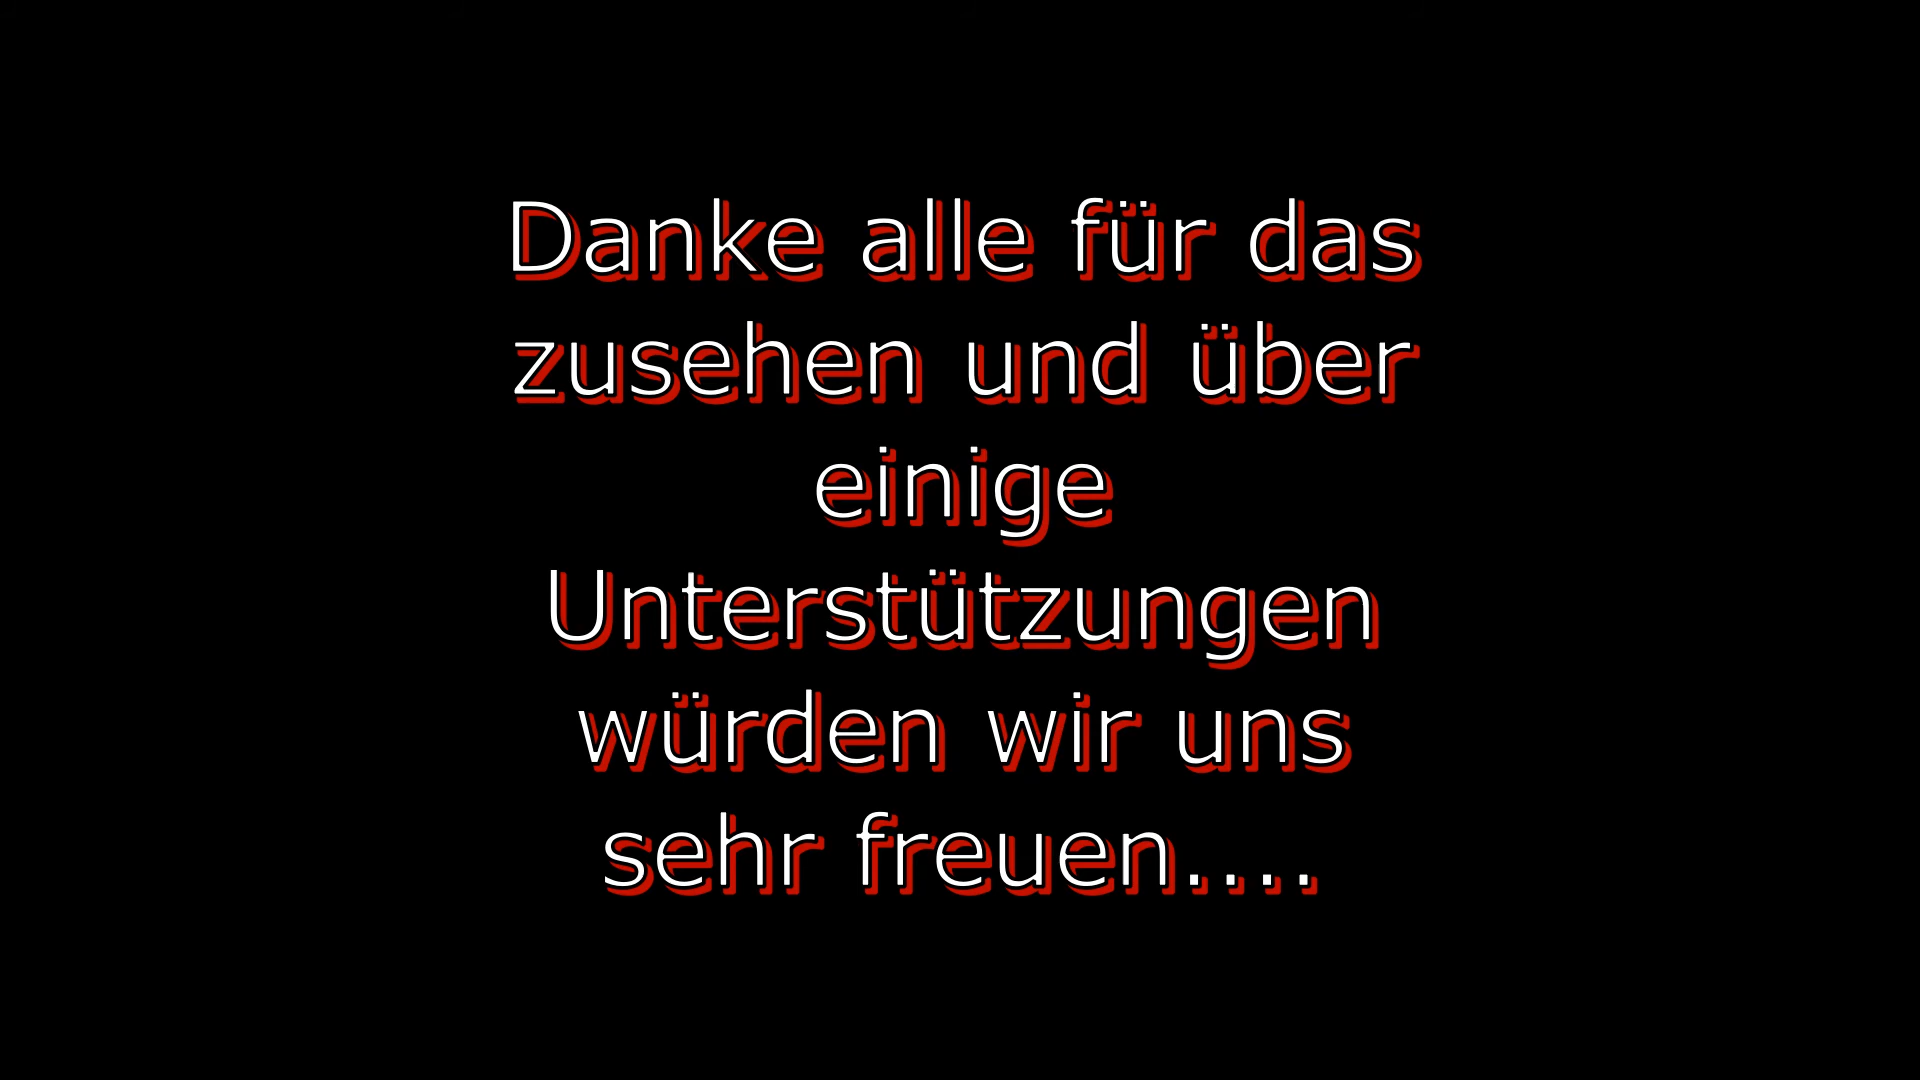 Danke alle für das
zusehen und über
einige
Unterstützungen
würden wir uns
sehr freuen....